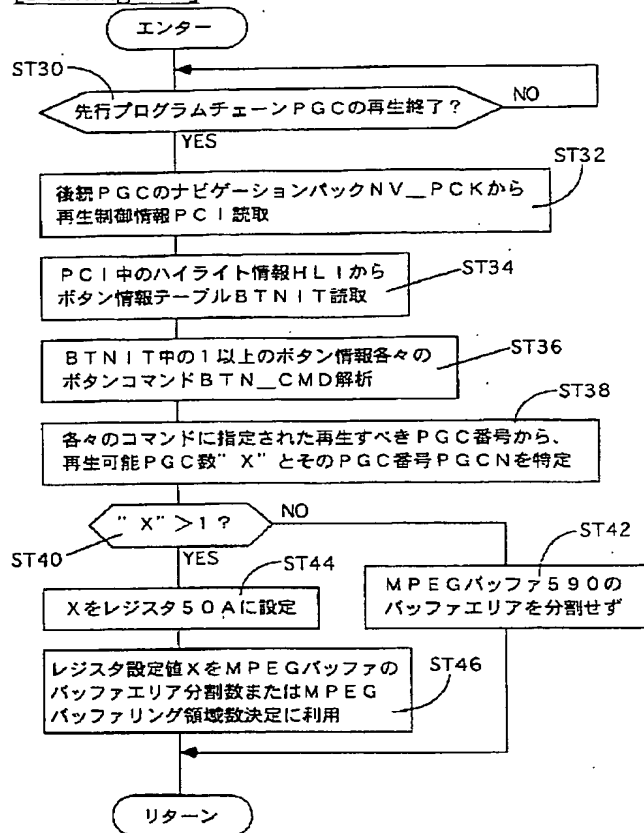 エンター
ST30
先行プログラムチェーンPGCの再生終了?
NO
YES
ST32
後続PGCのナビゲーションパックNV__PCKから
再生制御情報PCI読取
PCI中のハイライト情報HLIから
ボタン情報テーブルBTNIT読取
ST34
BTNIT中の1以上のボタン情報各々の
ボタンコマンドBTN__CMD解析
ST36
ST38
各々のコマンドに指定された再生すべきPGC番号から、
再生可能PGC数"X"とそのPGC番号PGCNを特定
"X">1?
NO
ST40
YES
ST42
MPEGバッファ590の
バッファエリアを分割せず
ST44
Xをレジスタ50Aに設定
レジスタ設定値XをMPEGバッファの
バッファエリア分割数またはMPEG
バッファリング領域数決定に利用
ST46
リターン